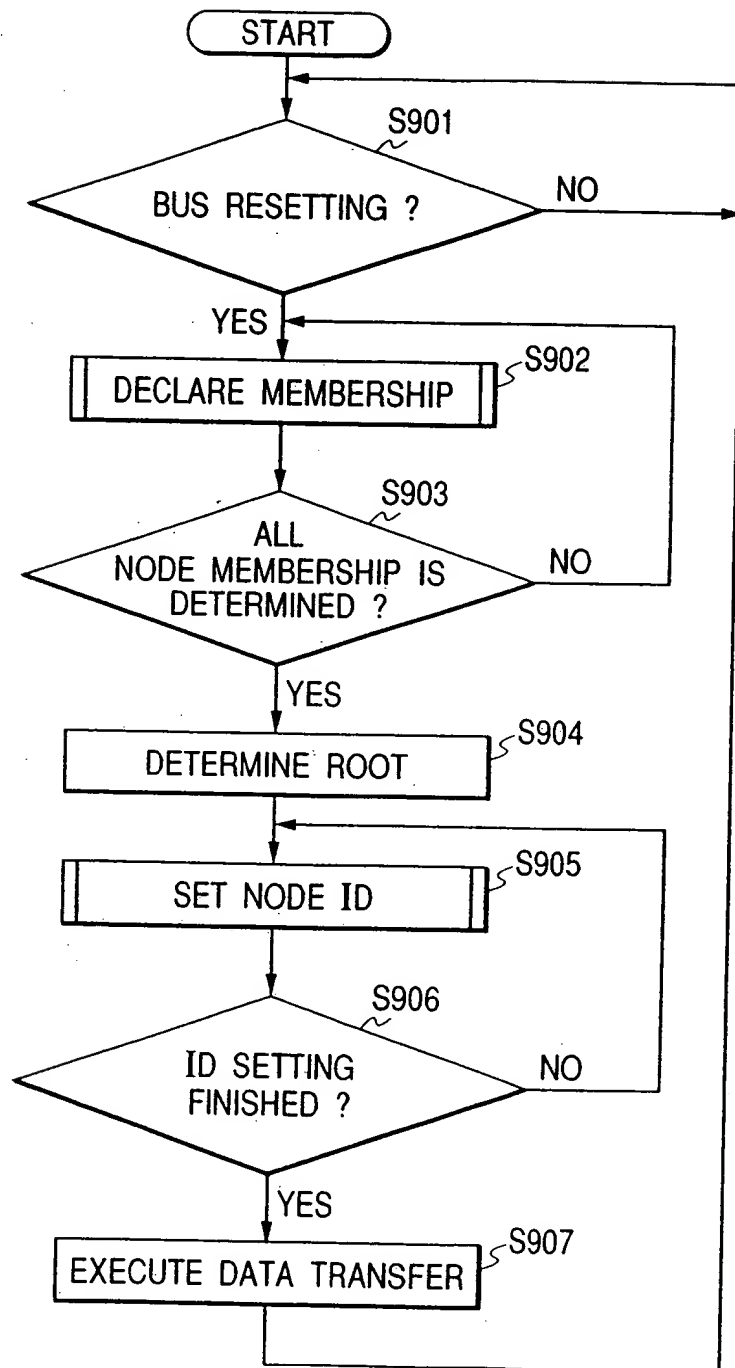 START
S901
BUS RESETTING ?
NO
YES
DECLARE MEMBERSHIP
S902
S903
ALL
NODE MEMBERSHIP IS
DETERMINED ?
NO
YES
S904
DETERMINE ROOT
S905
SET NODE ID
S906
ID SETTING
FINISHED ?
NO
YES
S907
EXECUTE DATA TRANSFER